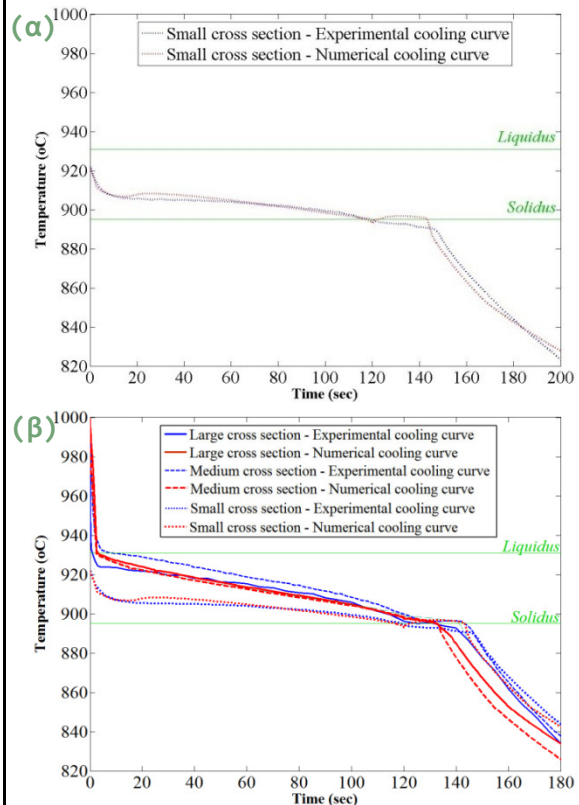 (α)
1000
980
960
940
920
900
880
860
840
820
Temperature (oC)
Small cross section - Experimental cooling curve
Small cross section - Numerical cooling curve
Liquidus
Solidus
0 20 40 60 80 100 120 140 160 180 200
Time (sec)
(β)
1000
980
960
940
920
900
880
860
840
820
Temperature (oC)
Large cross section - Experimental cooling curve
Large cross section - Numerical cooling curve
Medium cross section - Experimental cooling curve
Medium cross section - Numerical cooling curve
Small cross section - Experimental cooling curve
Small cross section - Numerical cooling curve
Liquidus
Solidus
0 20 40 60 80 100 120 140 160 180
Time (sec)